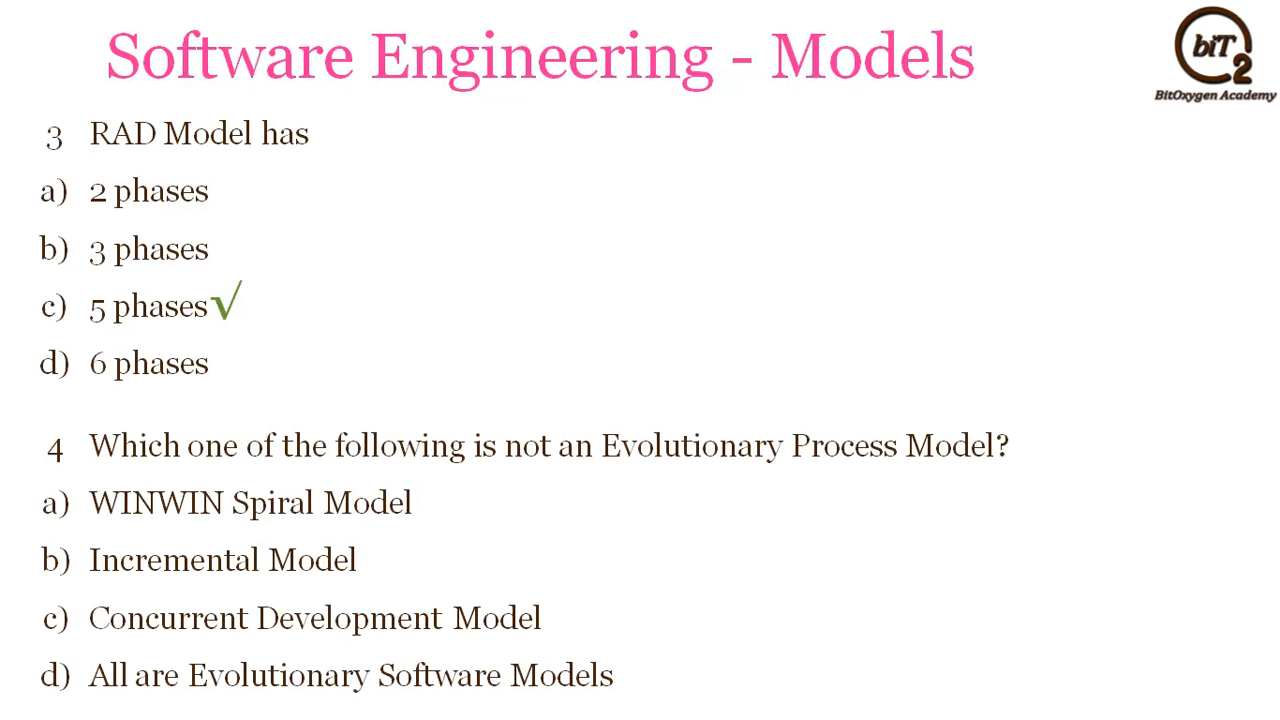 Software Engineering - Models
biT
2
BitOxygen Academy
3 RAD Model has
a) 2 phases
b) 3 phases
c) 5 phases√
d) 6 phases
4 Which one of the following is not an Evolutionary Process Model?
a) WINWIN Spiral Model
b) Incremental Model
c) Concurrent Development Model
d) All are Evolutionary Software Models